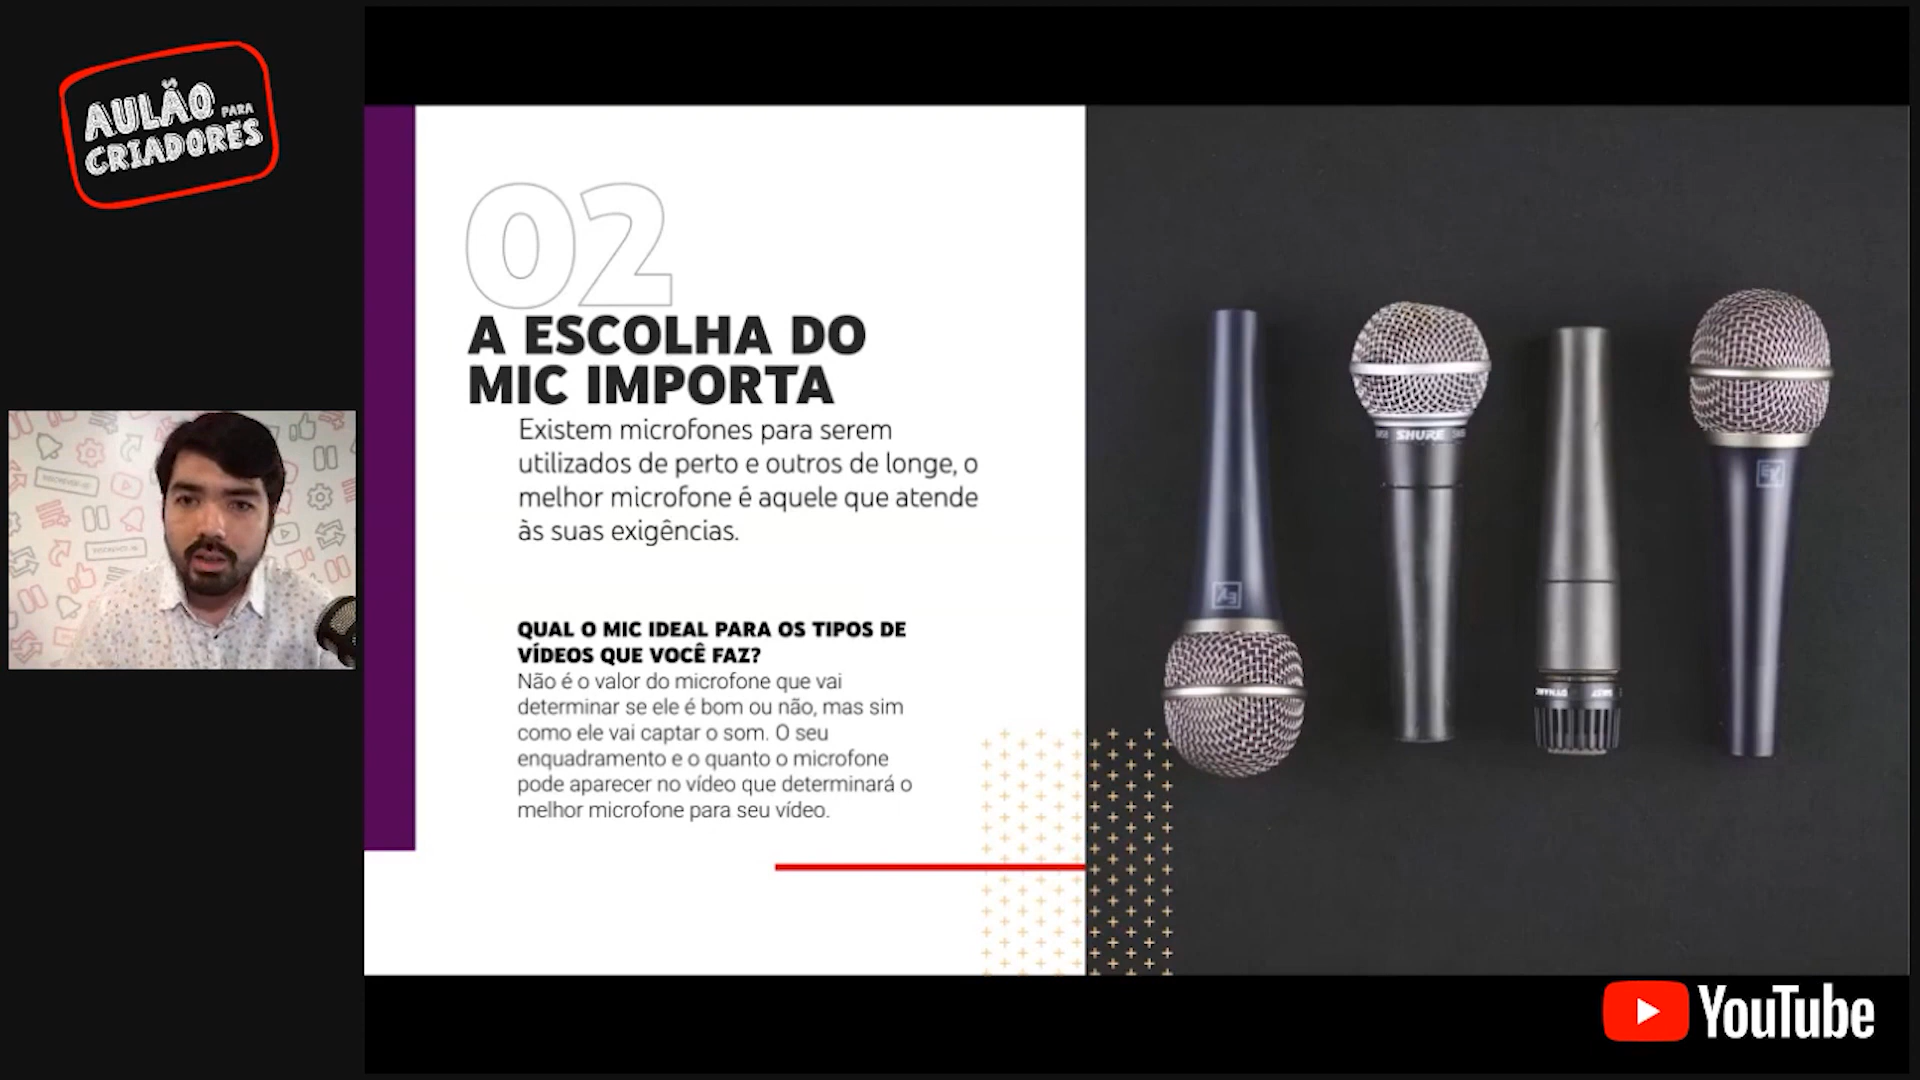 AULÃO PARA
CRIADORES
02
A ESCOLHA DO
MIC IMPORTA
Existem microfones para serem
utilizados de perto e outros de longe, o
melhor microfone é aquele que atende
às suas exigências.
QUAL O MIC IDEAL PARA OS TIPOS DE
VÍDEOS QUE VOCÊ FAZ?
Não é o valor do microfone que vai
determinar se ele é bom ou não, mas sim
como ele vai captar o som. O seu
enquadramento e o quanto o microfone
pode aparecer no vídeo que determinará o
melhor microfone para seu vídeo.
SHURE
EV
EV
YouTube